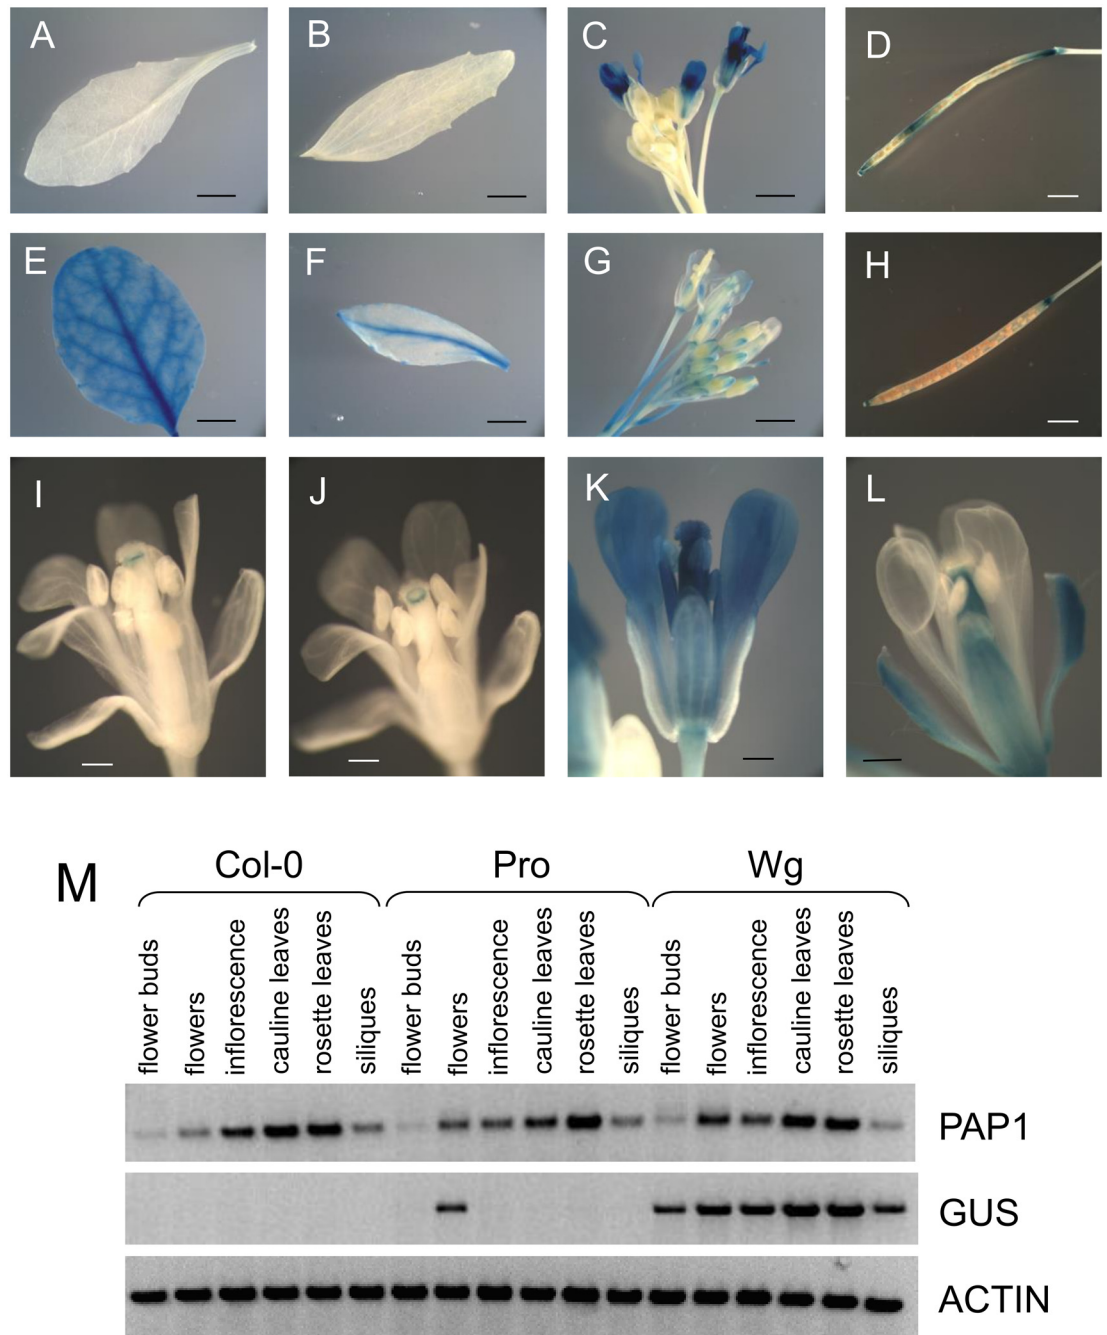 A B C D
E F G H
I J K L
M
Col-0 Pro Wg
flower buds
flowers
inflorescence
cauline leaves
rosette leaves
siliques
flower buds
flowers
inflorescence
cauline leaves
rosette leaves
siliques
flower buds
flowers
inflorescence
cauline leaves
rosette leaves
siliques
PAP1
GUS
ACTIN